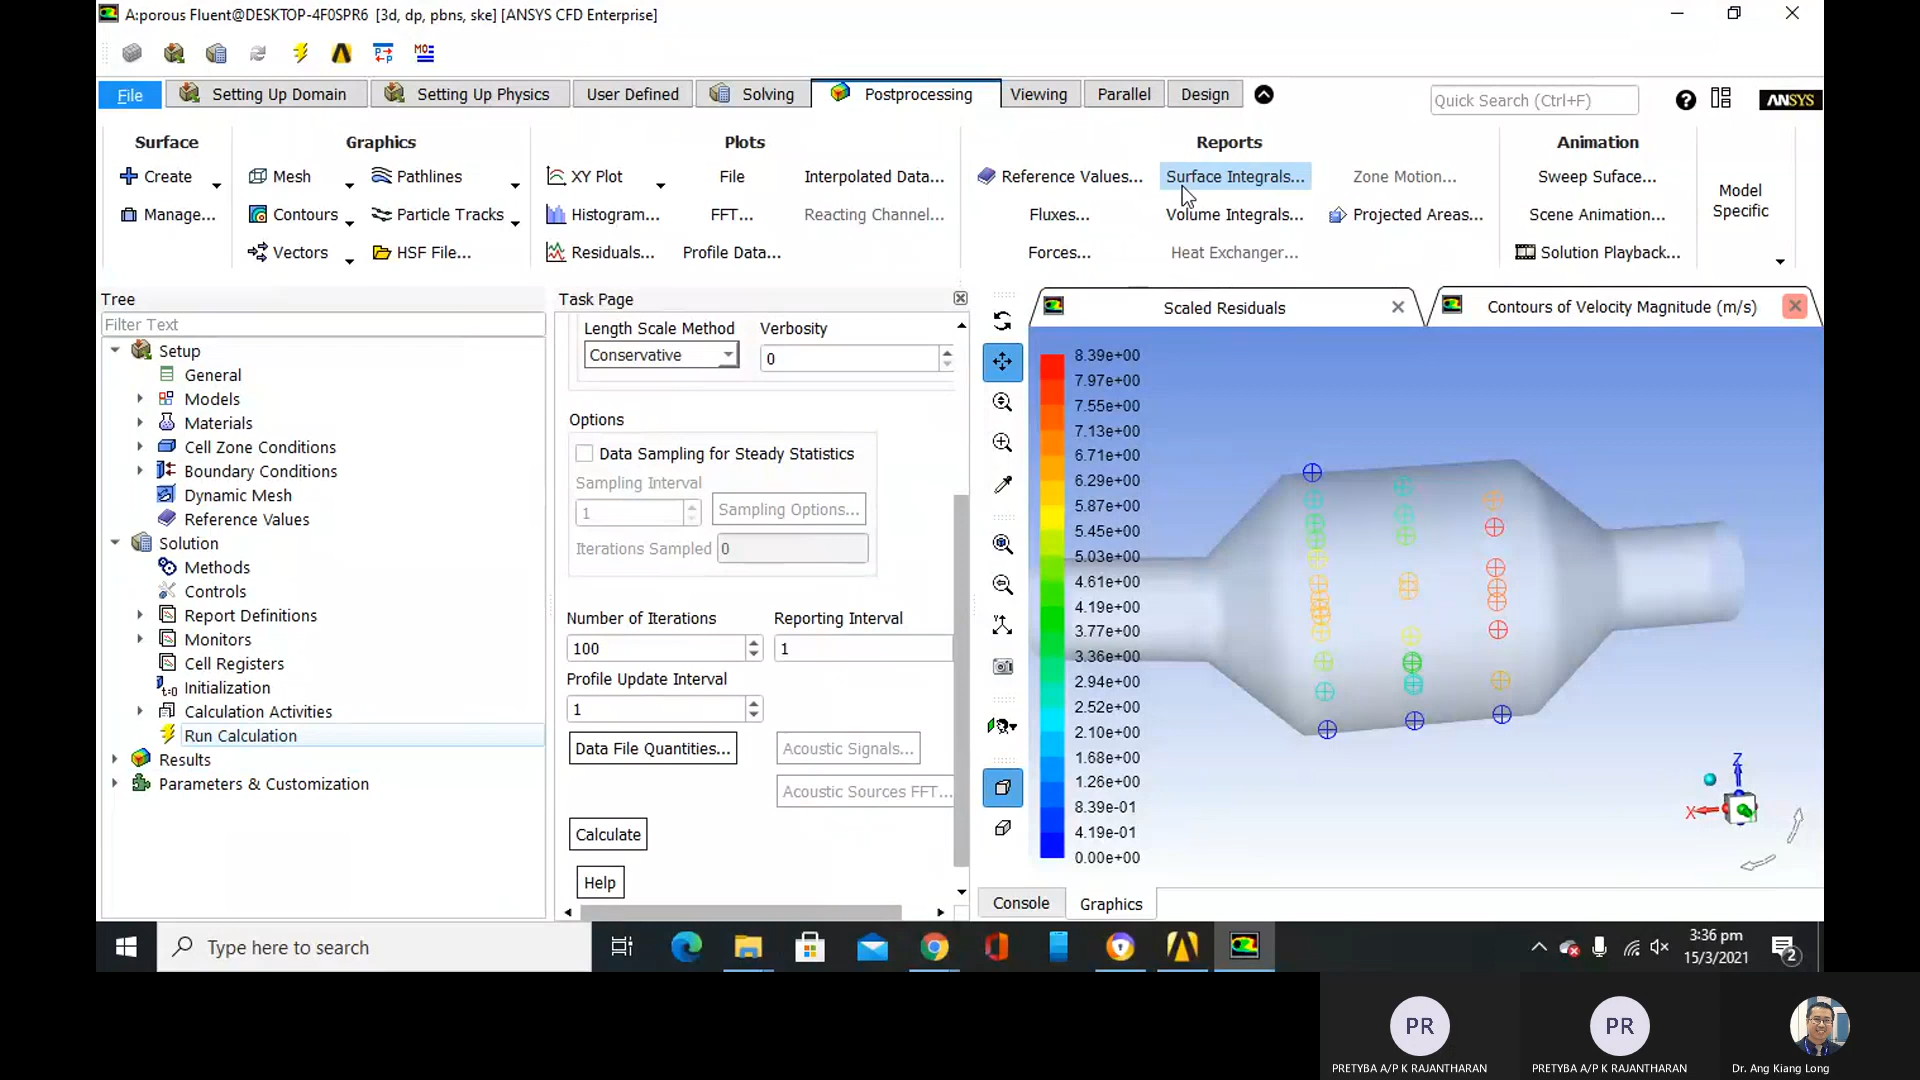 A:porous Fluent@DESKTOP-4F0SPR6 [3d, dp, pbns, ske] [ANSYS CFD Enterprise]
File
Setting Up Domain
Setting Up Physics
User Defined
Solving
Postprocessing
Viewing
Parallel
Design
Quick Search (Ctrl+F)
ANSYS
Surface
Graphics
Plots
Reports
Animation
Create
Mesh
Pathlines
XY Plot
File
Interpolated Data...
Reference Values...
Surface Integrals...
Zone Motion...
Sweep Suface...
Model Specific
Manage...
Contours
Particle Tracks
Histogram...
FFT...
Reacting Channel...
Fluxes...
Volume Integrals...
Projected Areas...
Scene Animation...
Vectors
HSF File...
Residuals...
Profile Data...
Forces...
Heat Exchanger...
Solution Playback...
Tree
Filter Text
Setup
General
Models
Materials
Cell Zone Conditions
Boundary Conditions
Dynamic Mesh
Reference Values
Solution
Methods
Controls
Report Definitions
Monitors
Cell Registers
t=0 Initialization
Calculation Activities
Run Calculation
Results
Parameters & Customization
Task Page
Length Scale Method
Verbosity
Conservative
0
Options
Data Sampling for Steady Statistics
Sampling Interval
1
Sampling Options...
Iterations Sampled
0
Number of Iterations
Reporting Interval
100
1
Profile Update Interval
1
Data File Quantities...
Acoustic Signals...
Acoustic Sources FFT...
Calculate
Help
Scaled Residuals
Contours of Velocity Magnitude (m/s)
8.39e+00
7.97e+00
7.55e+00
7.13e+00
6.71e+00
6.29e+00
5.87e+00
5.45e+00
5.03e+00
4.61e+00
4.19e+00
3.77e+00
3.36e+00
2.94e+00
2.52e+00
2.10e+00
1.68e+00
1.26e+00
8.39e-01
4.19e-01
0.00e+00
Z
X
Console
Graphics
Type here to search
3:36 pm
15/3/2021
2
PR
PR
PRETYBA A/P K RAJANTHARAN
PRETYBA A/P K RAJANTHARAN
Dr. Ang Kiang Long